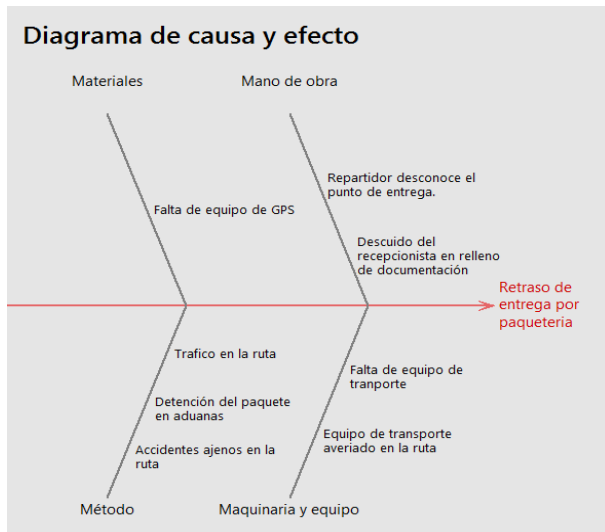 Diagrama de causa y efecto
Materiales
Mano de obra
Repartidor desconoce el
punto de entrega.
Falta de equipo de GPS
Descuido del
recepcionista en relleno
de documentación
Retraso de
entrega por
paqueteria
Trafico en la ruta
Falta de equipo de
tranporte
Detención del paquete
en aduanas
Equipo de transporte
averiado en la ruta
Accidentes ajenos en la
ruta
Método
Maquinaria y equipo